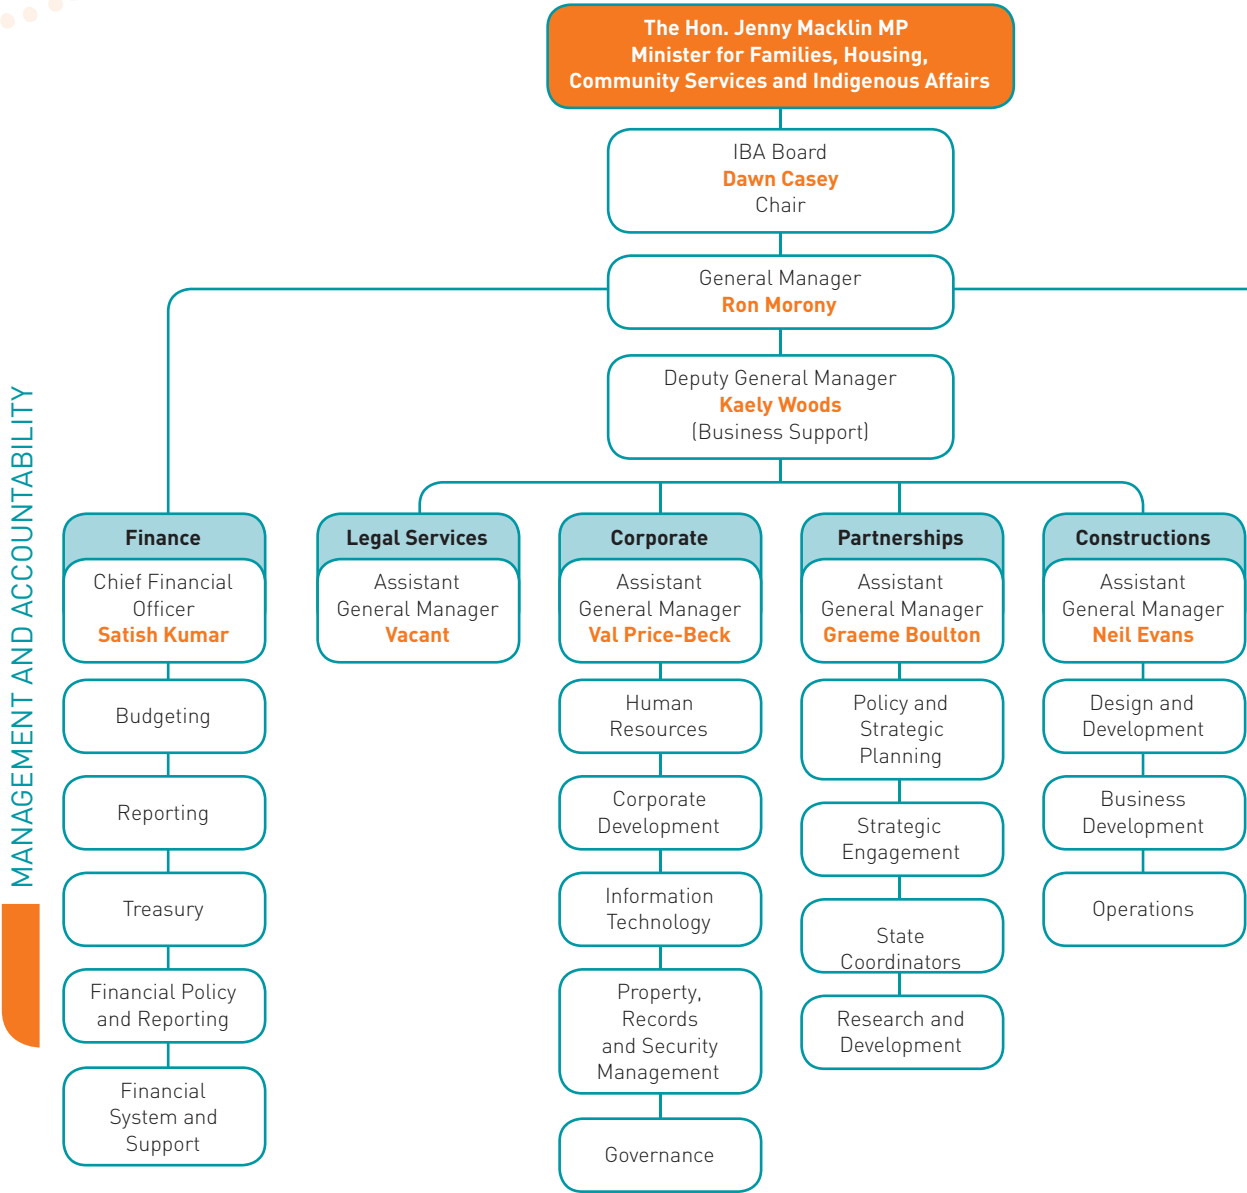 The Hon. Jenny Macklin MP
Minister for Families, Housing,
Community Services and Indigenous Affairs
IBA Board
Dawn Casey
Chair
General Manager
Ron Morony
Deputy General Manager
Kaely Woods
(Business Support)
MANAGEMENT AND ACCOUNTABILITY
Finance
Chief Financial
Officer
Satish Kumar
Budgeting
Reporting
Treasury
Financial Policy
and Reporting
Financial
System and
Support
Legal Services
Assistant
General Manager
Vacant
Corporate
Assistant
General Manager
Val Price-Beck
Human
Resources
Corporate
Development
Information
Technology
Property,
Records
and Security
Management
Governance
Partnerships
Assistant
General Manager
Graeme Boulton
Policy and
Strategic
Planning
Strategic
Engagement
State
Coordinators
Research and
Development
Constructions
Assistant
General Manager
Neil Evans
Design and
Development
Business
Development
Operations